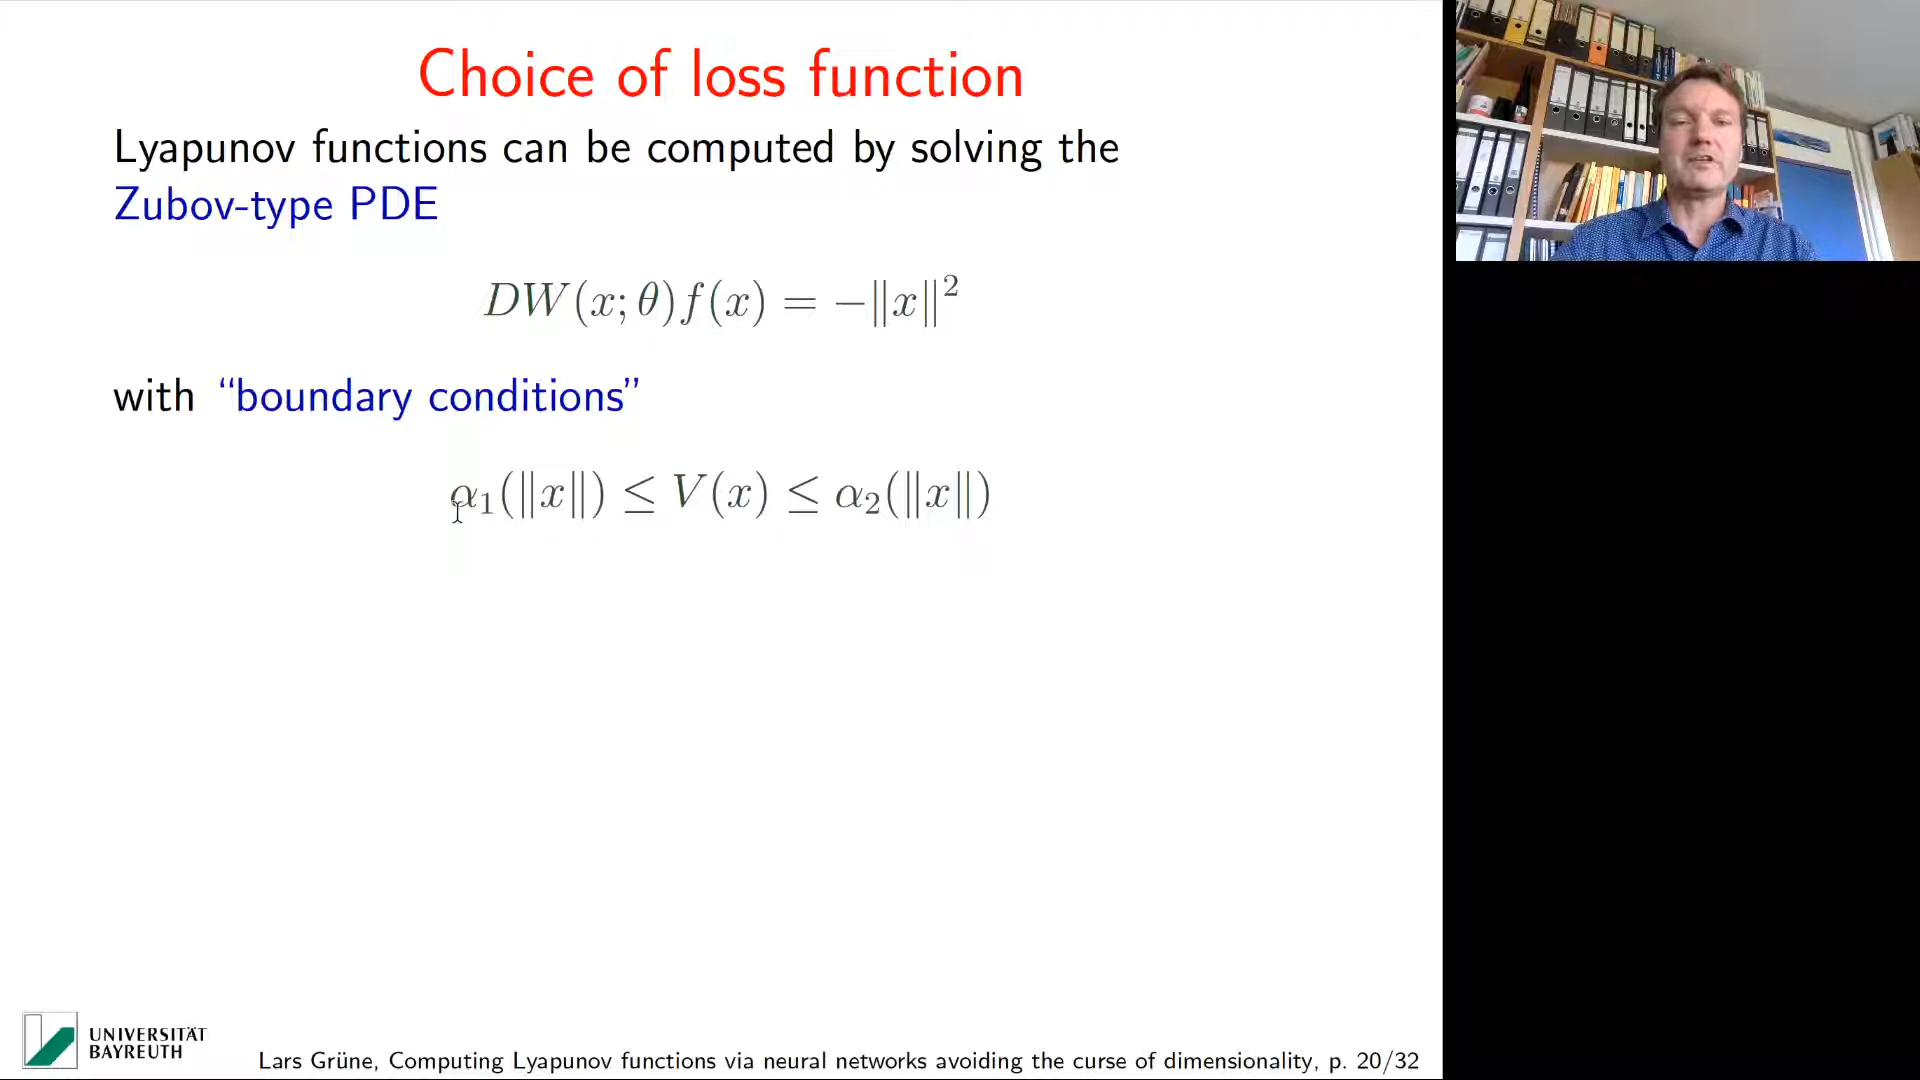 Choice of loss function
Lyapunov functions can be computed by solving the
Zubov-type PDE
DW(x; θ)f(x) = −‖x‖²
with “boundary conditions”
α₁(‖x‖) ≤ V(x) ≤ α₂(‖x‖)
UNIVERSITÄT
BAYREUTH
Lars Grüne, Computing Lyapunov functions via neural networks avoiding the curse of dimensionality, p. 20/32